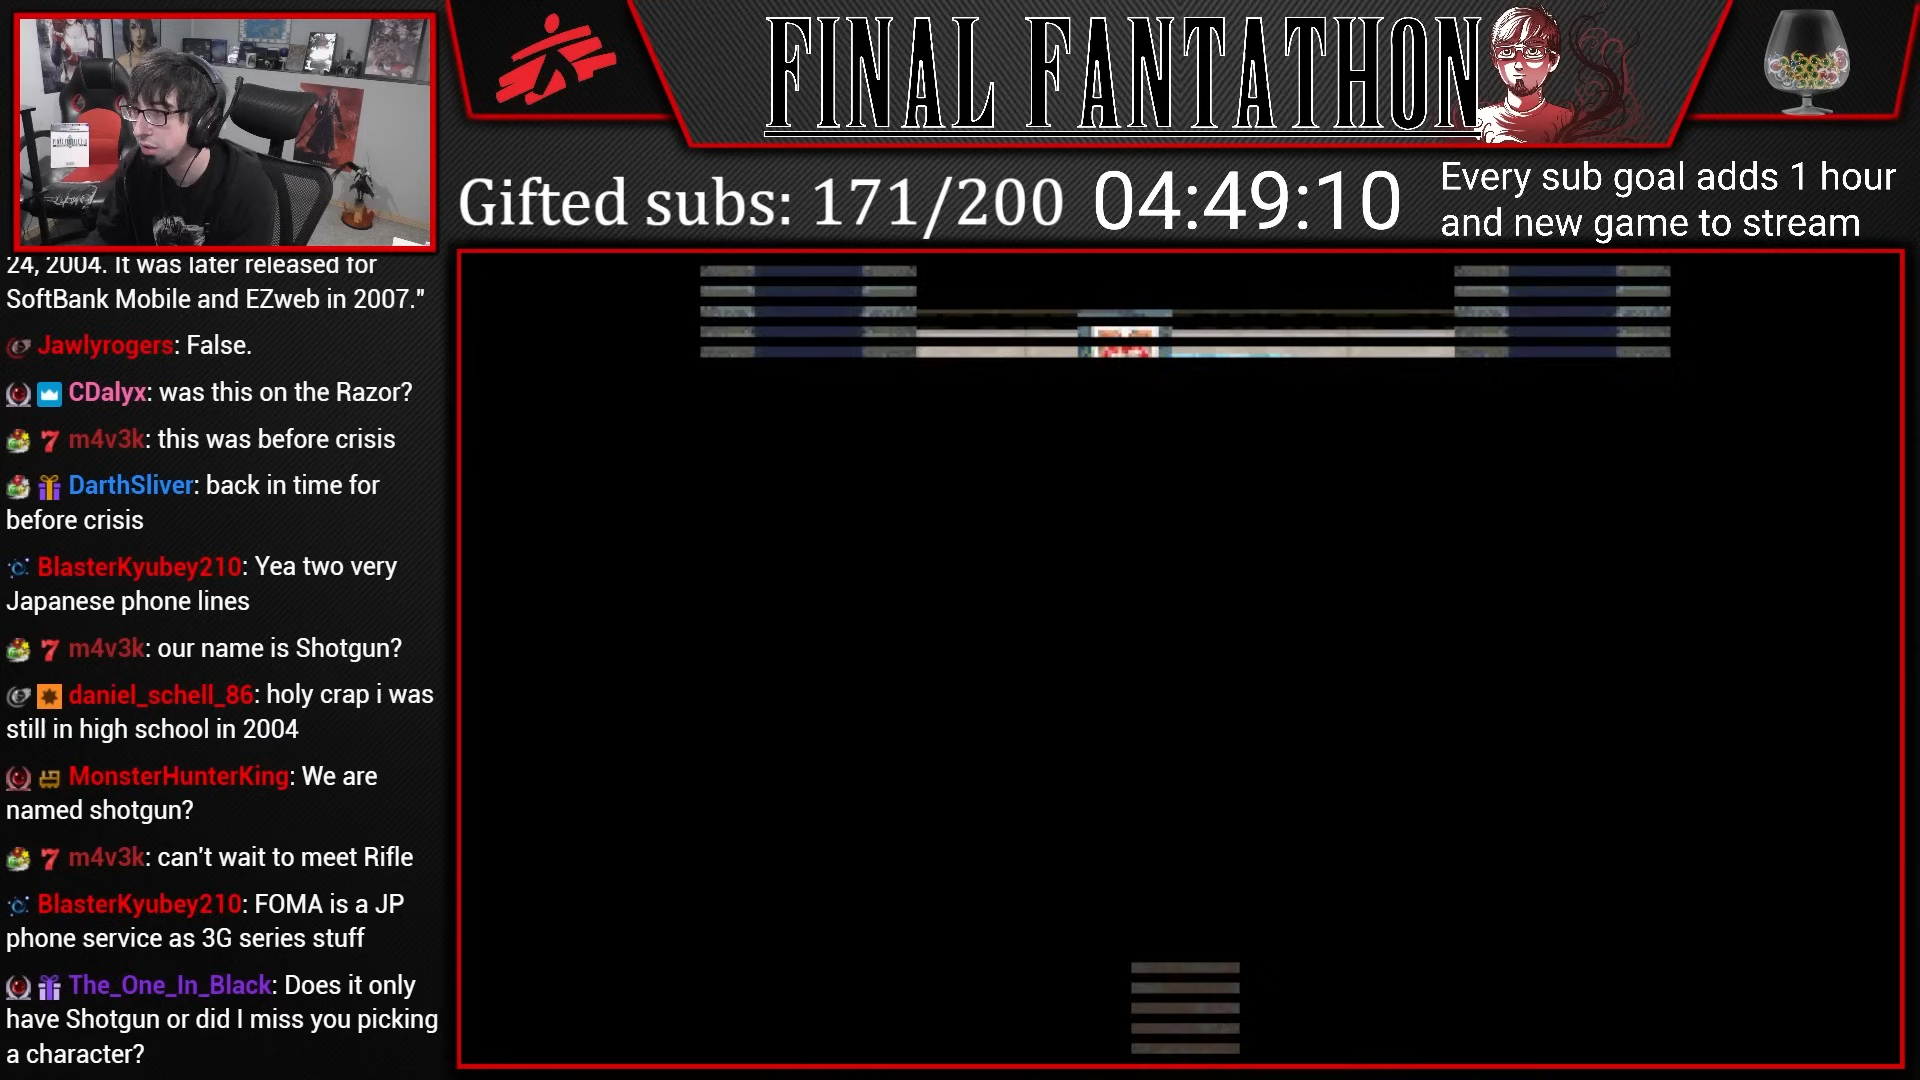 FINAL FANTATHON
Gifted subs: 171/200
04:49:10
Every sub goal adds 1 hour
and new game to stream
24, 2004. It was later released for
SoftBank Mobile and EZweb in 2007."
Jawlyrogers: False.
CDalyx: was this on the Razor?
m4v3k: this was before crisis
DarthSliver: back in time for
before crisis
BlasterKyubey210: Yea two very
Japanese phone lines
m4v3k: our name is Shotgun?
daniel_schell_86: holy crap i was
still in high school in 2004
MonsterHunterKing: We are
named shotgun?
m4v3k: can't wait to meet Rifle
BlasterKyubey210: FOMA is a JP
phone service as 3G series stuff
The_One_In_Black: Does it only
have Shotgun or did I miss you picking
a character?